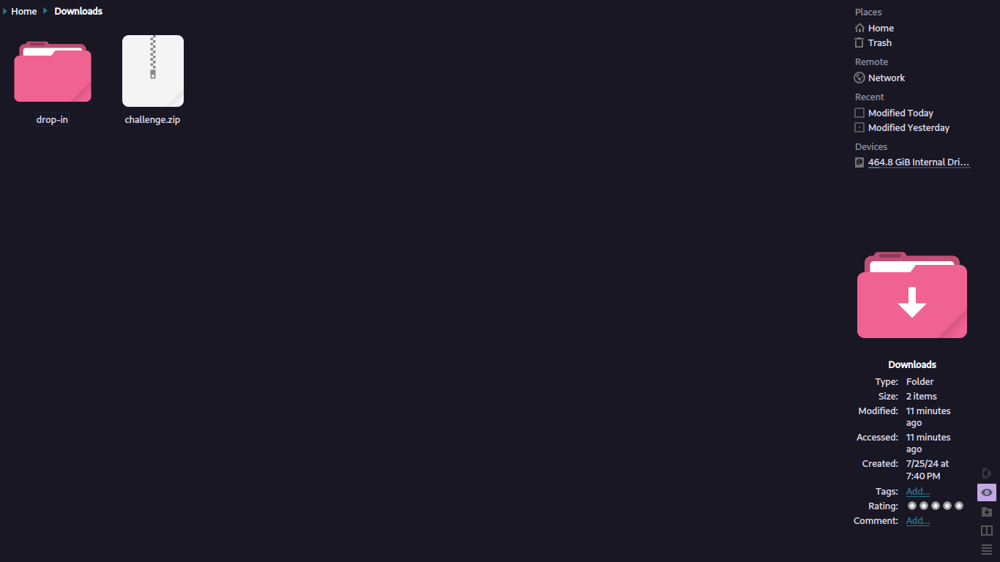 Home Downloads
drop-in
challenge.zip
Places
Home
Trash
Remote
Network
Recent
Modified Today
Modified Yesterday
Devices
464.8 GiB Internal Dri...
Downloads
Type: Folder
Size: 2 items
Modified: 11 minutes
ago
Accessed: 11 minutes
ago
Created: 7/25/24 at
7:40 PM
Tags: Add...
Rating:
Comment: Add...